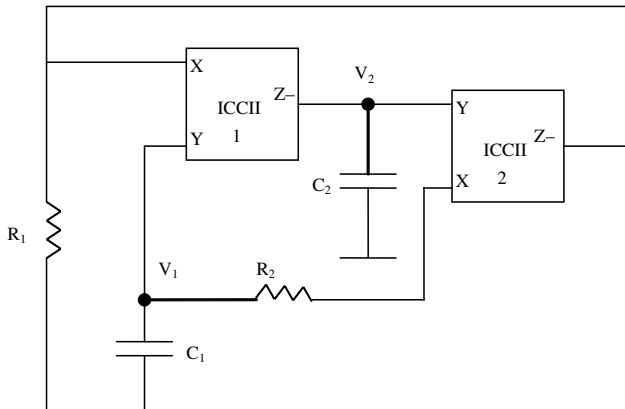 X
ICCII
1
Y
Z–
V₂
Y
ICCII
2
X
Z–
C₂
R₁
V₁
R₂
C₁